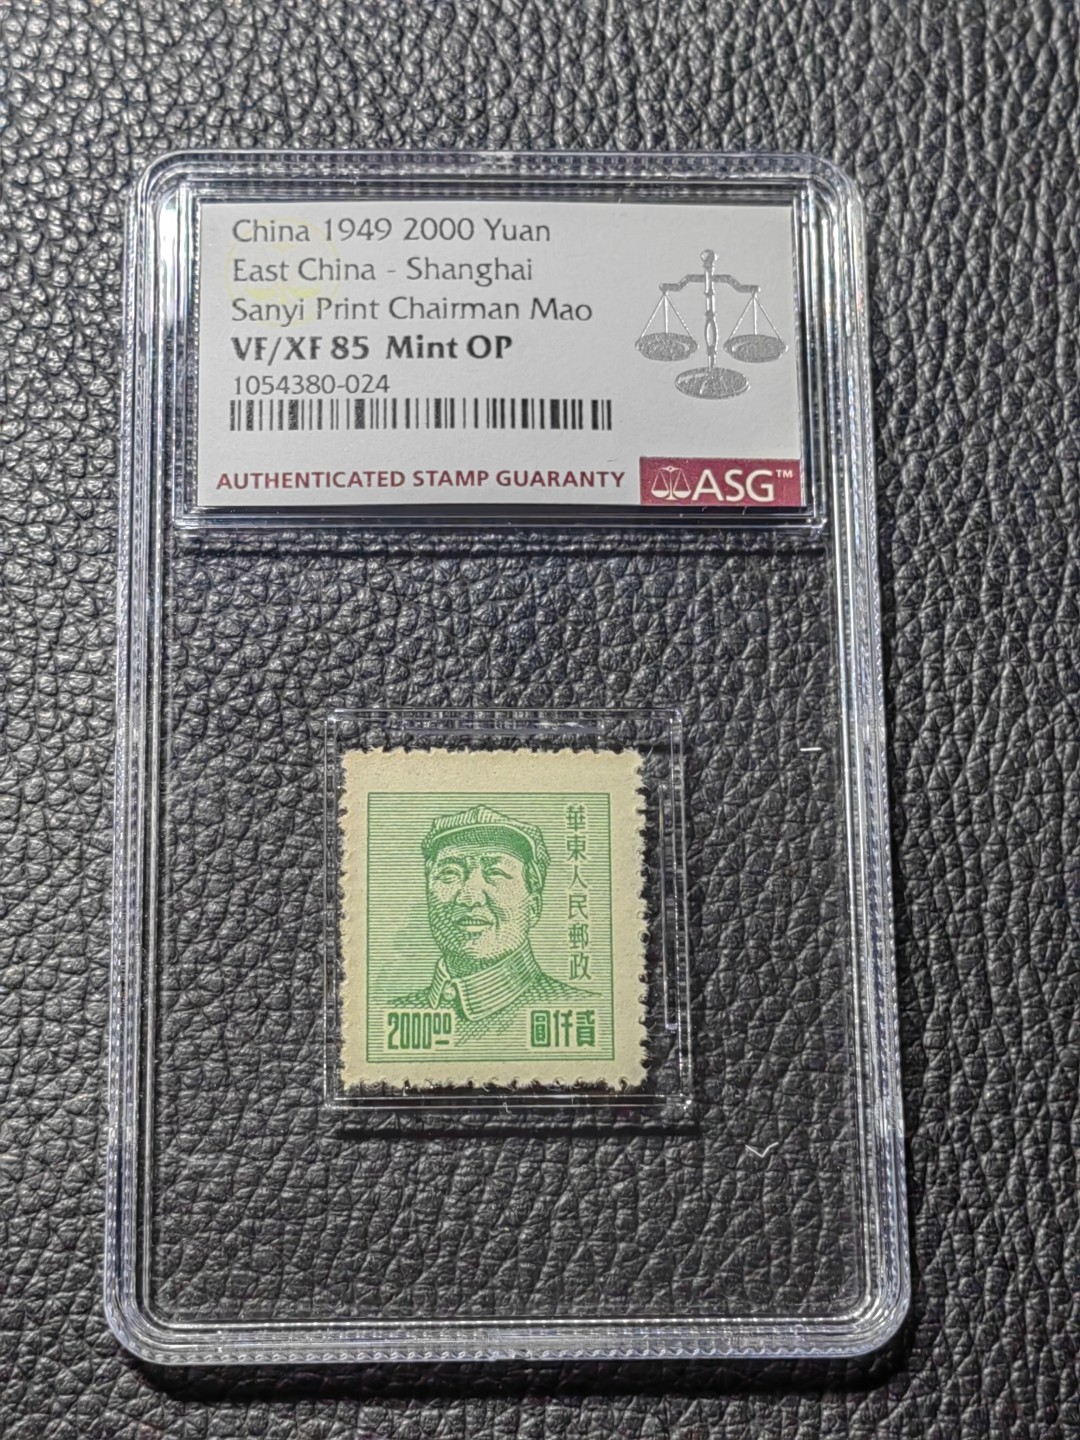 China 1949 2000 Yuan
East China - Shanghai
Sanyi Print Chairman Mao
VF/XF 85 Mint OP
1054380-024
AUTHENTICATED STAMP GUARANTY
ASG™
華東人民郵政
2000⁰⁰
圓仟貳